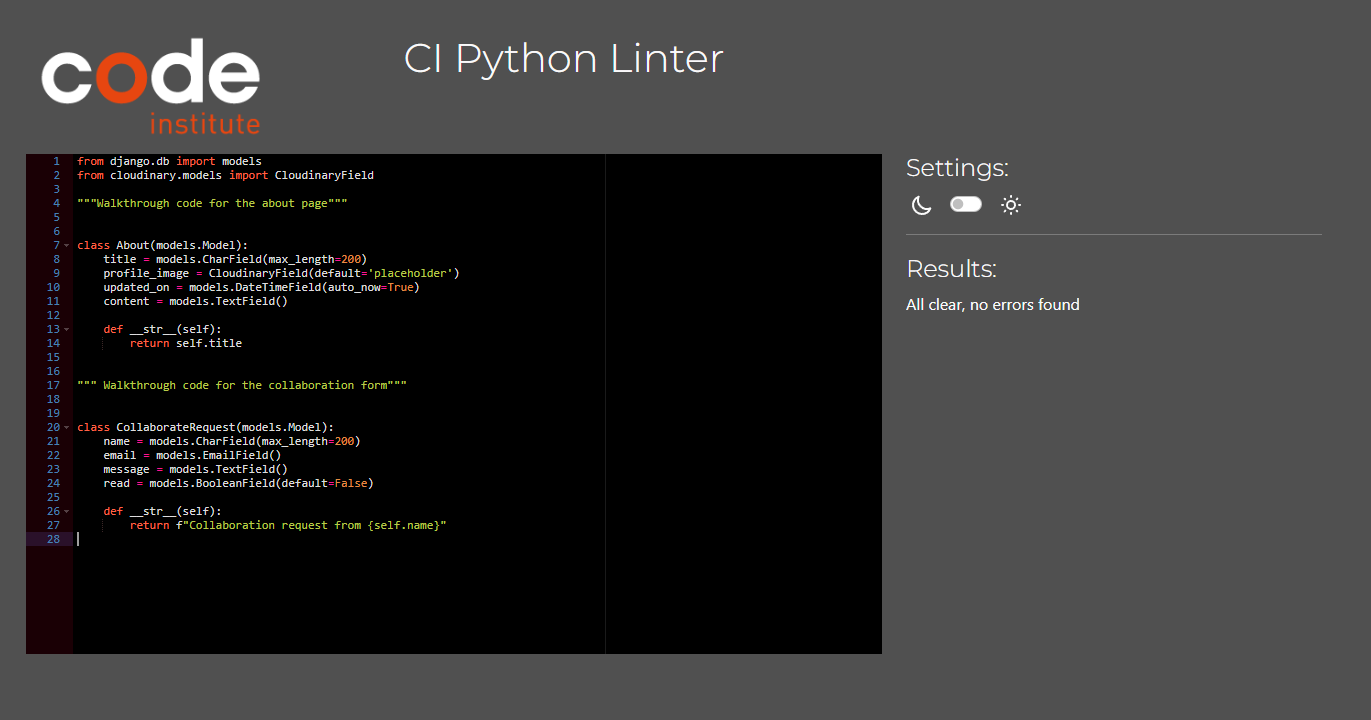 code
institute
CI Python Linter
1 from django.db import models
2 from cloudinary.models import CloudinaryField
3
4 """Walkthrough code for the about page"""
5
6
7 class About(models.Model):
8     title = models.CharField(max_length=200)
9     profile_image = CloudinaryField(default='placeholder')
10     updated_on = models.DateTimeField(auto_now=True)
11     content = models.TextField()
12
13     def __str__(self):
14         return self.title
15
16
17 """ Walkthrough code for the collaboration form"""
18
19
20 class CollaborateRequest(models.Model):
21     name = models.CharField(max_length=200)
22     email = models.EmailField()
23     message = models.TextField()
24     read = models.BooleanField(default=False)
25
26     def __str__(self):
27         return f"Collaboration request from {self.name}"
28
Settings:
Results:
All clear, no errors found